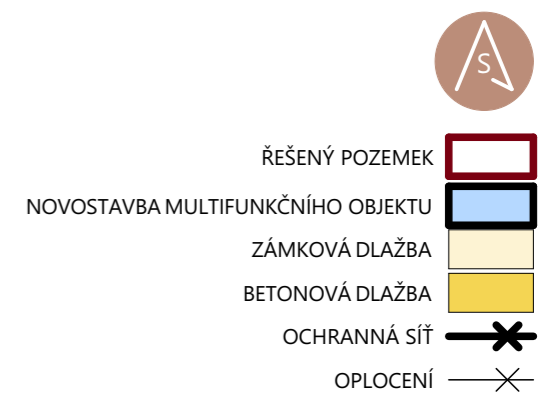 S
ŘEŠENÝ POZEMEK
NOVOSTAVBA MULTIFUNKČNÍHO OBJEKTU
ZÁMKOVÁ DLAŽBA
BETONOVÁ DLAŽBA
OCHRANNÁ SÍŤ
OPLOCENÍ